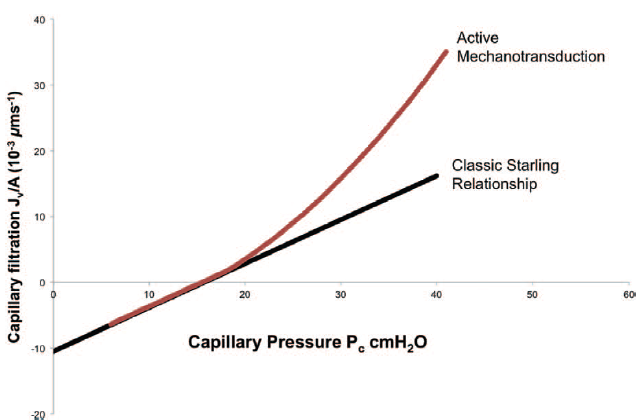 40
Active
Mechanotransduction
30
20
Classic Starling
Relationship
10
0
0 10 20 30 40 50 600
-10
-20
Capillary filtration Jv/A (10-3 µms-1)
Capillary Pressure Pc cmH2O